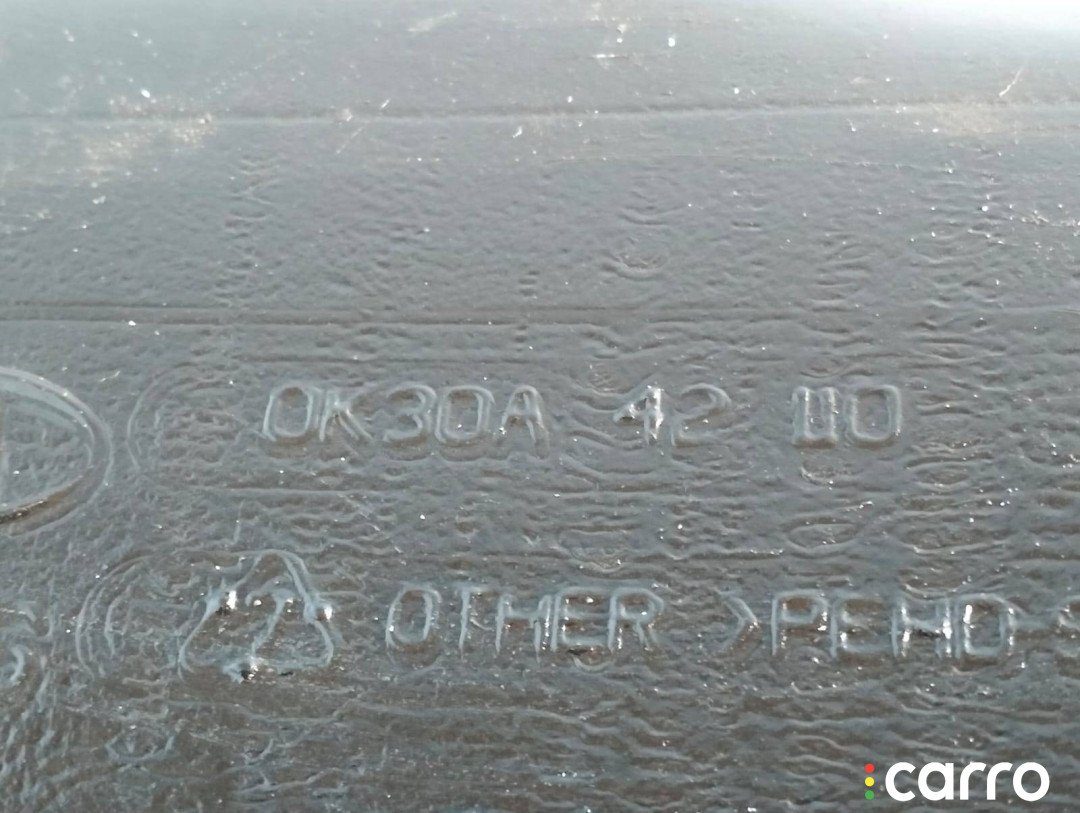 0K30A 42 110
OTHER >PEHD
carro